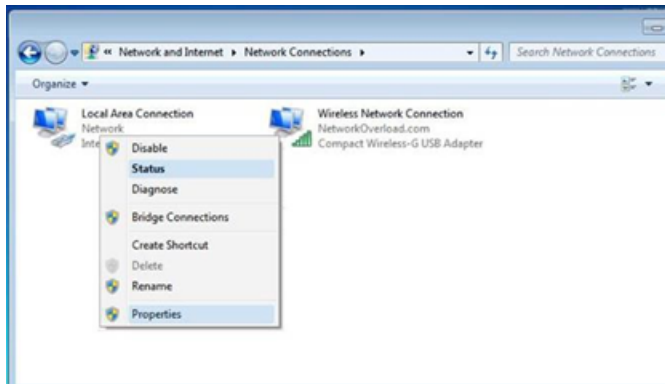 « Network and Internet ▸ Network Connections ▸
Search Network Connections
Organize ▾
Local Area Connection
Network
Wireless Network Connection
NetworkOverload.com
Compact Wireless-G USB Adapter
Disable
Status
Diagnose
Bridge Connections
Create Shortcut
Delete
Rename
Properties